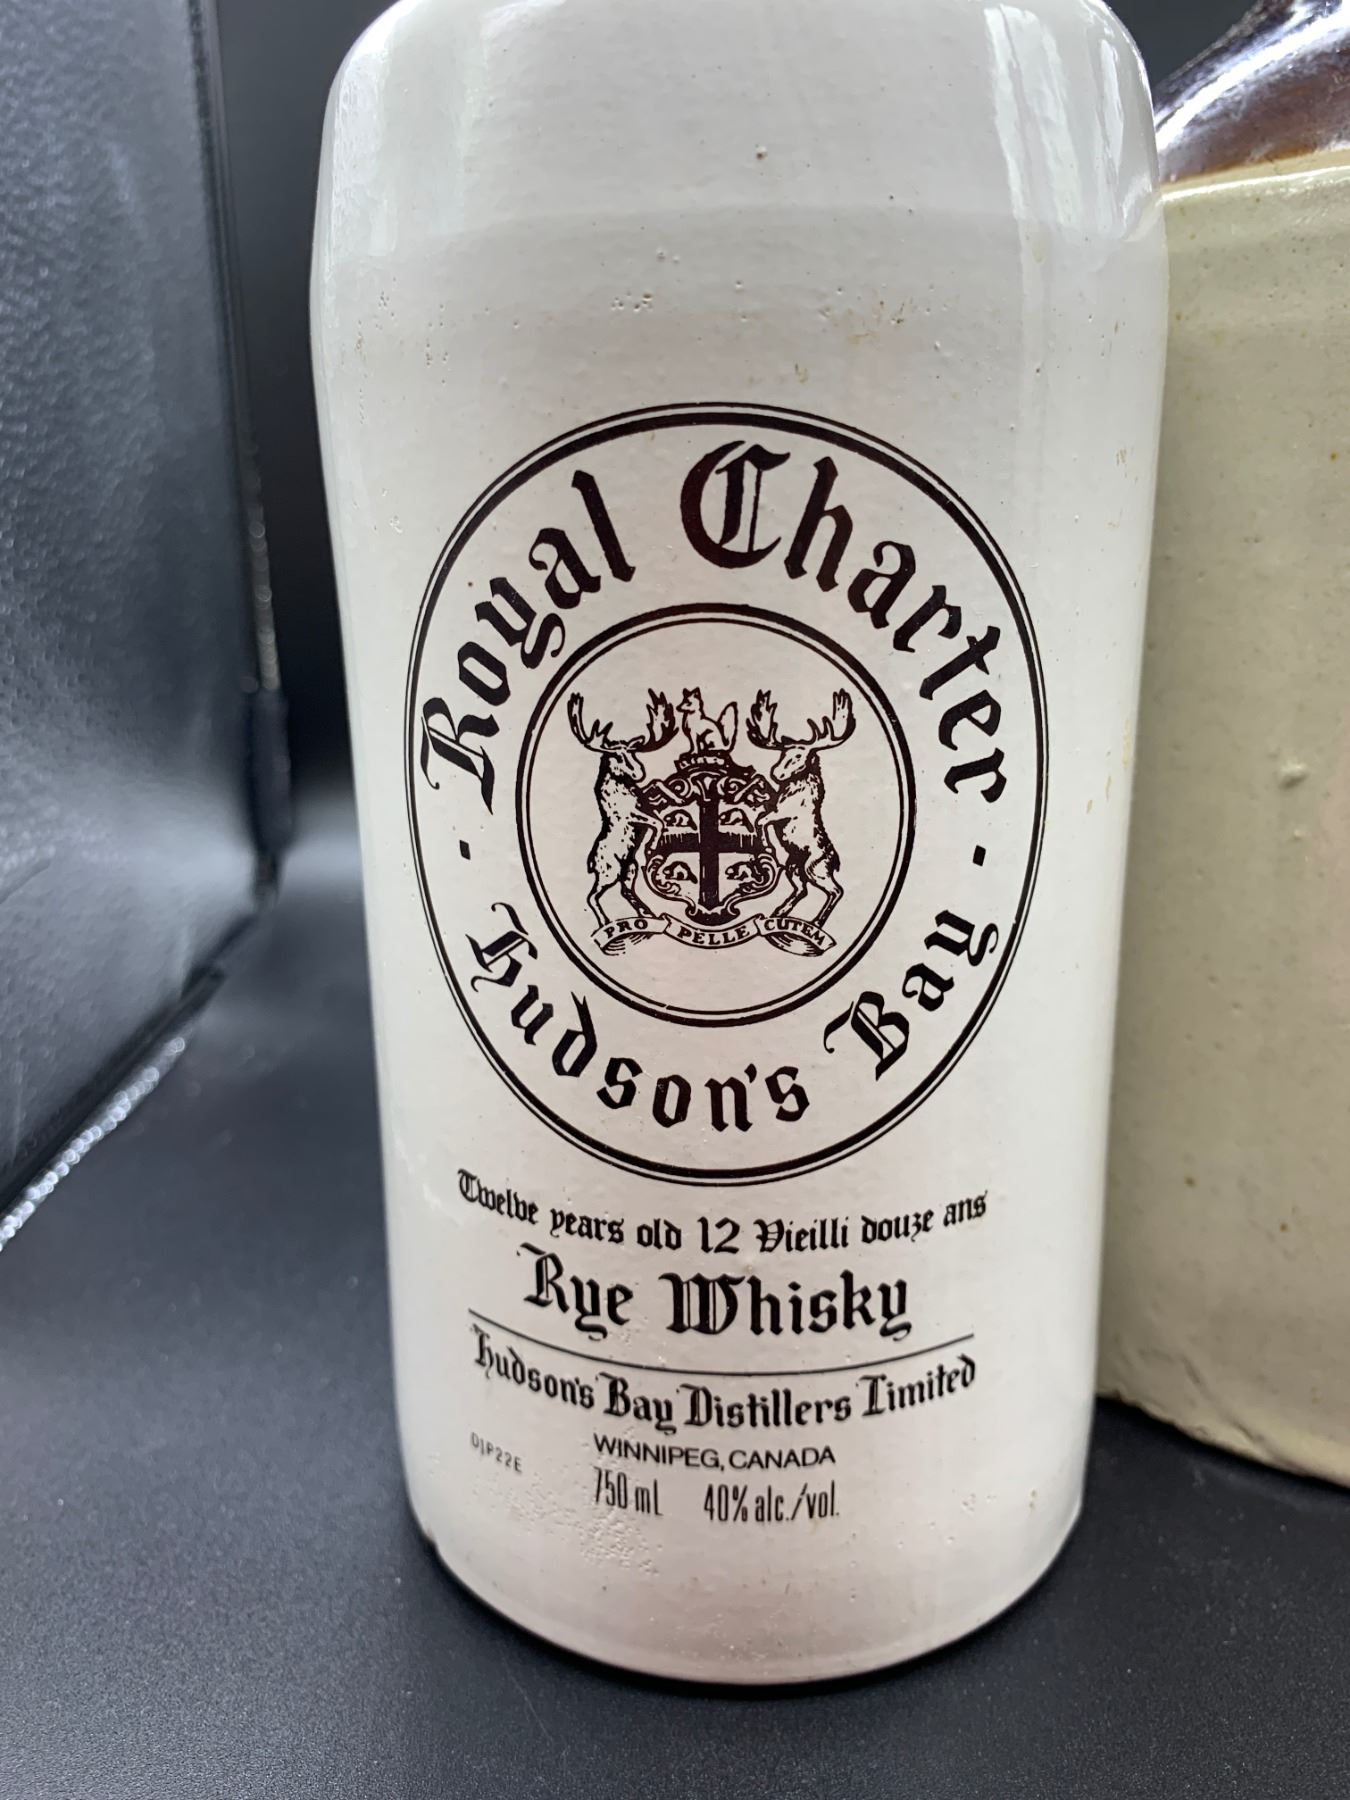 Royal Charter
PRO PELLE CUTEM
· Hudson's Bay ·
Twelve years old 12 Vieilli douze ans
Rye Whisky
Hudson's Bay Distillers Limited
WINNIPEG, CANADA
D1P22E
750 ml 40% alc./vol.